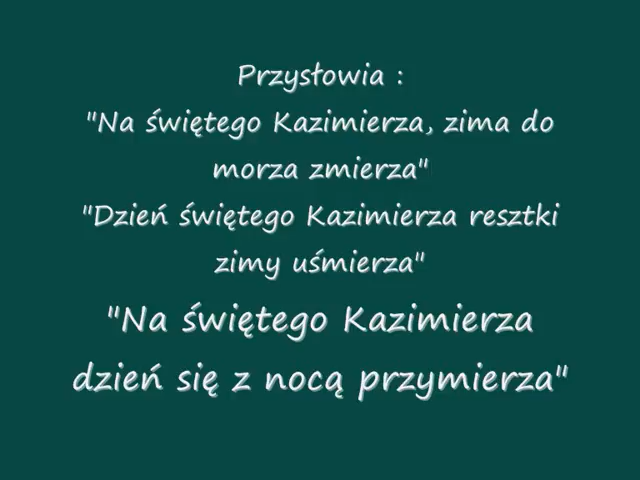 Przysłowia :
"Na świętego Kazimierza, zima do
morza zmierza"
"Dzień świętego Kazimierza resztki
zimy uśmierza"
"Na świętego Kazimierza
dzień się z nocą przymierza"